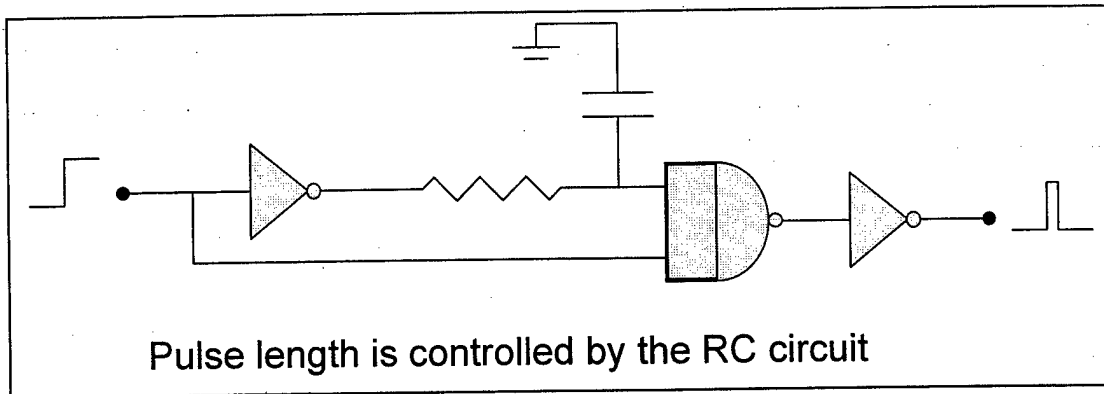 Pulse length is controlled by the RC circuit